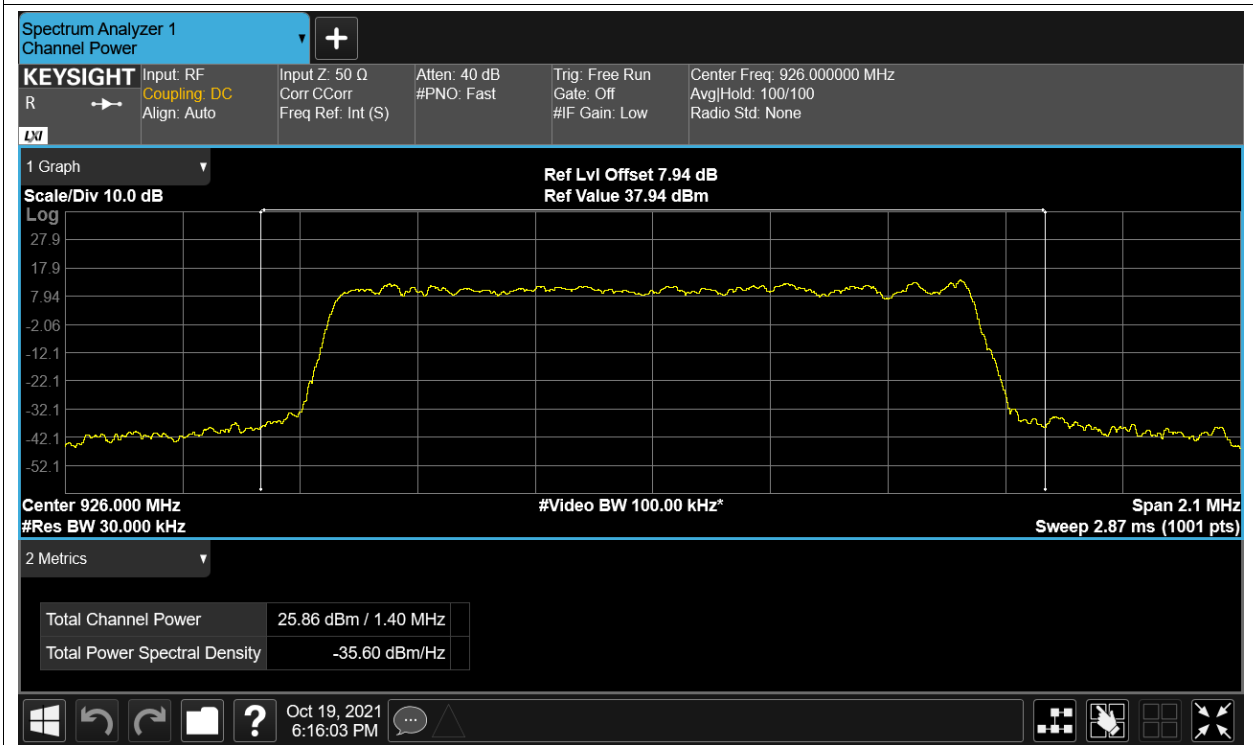 Spectrum Analyzer 1
Channel Power
KEYSIGHT
R
LXI
Input: RF
Coupling: DC
Align: Auto
Input Z: 50 Ω
Corr CCorr
Freq Ref: Int (S)
Atten: 40 dB
#PNO: Fast
Trig: Free Run
Gate: Off
#IF Gain: Low
Center Freq: 926.000000 MHz
Avg|Hold: 100/100
Radio Std: None
1 Graph
Scale/Div 10.0 dB
Ref Lvl Offset 7.94 dB
Ref Value 37.94 dBm
Log
27.9
17.9
7.94
-2.06
-12.1
-22.1
-32.1
-42.1
-52.1
Center 926.000 MHz
#Video BW 100.00 kHz*
Span 2.1 MHz
#Res BW 30.000 kHz
Sweep 2.87 ms (1001 pts)
2 Metrics
Total Channel Power 25.86 dBm / 1.40 MHz
Total Power Spectral Density -35.60 dBm/Hz
?
Oct 19, 2021
6:16:03 PM